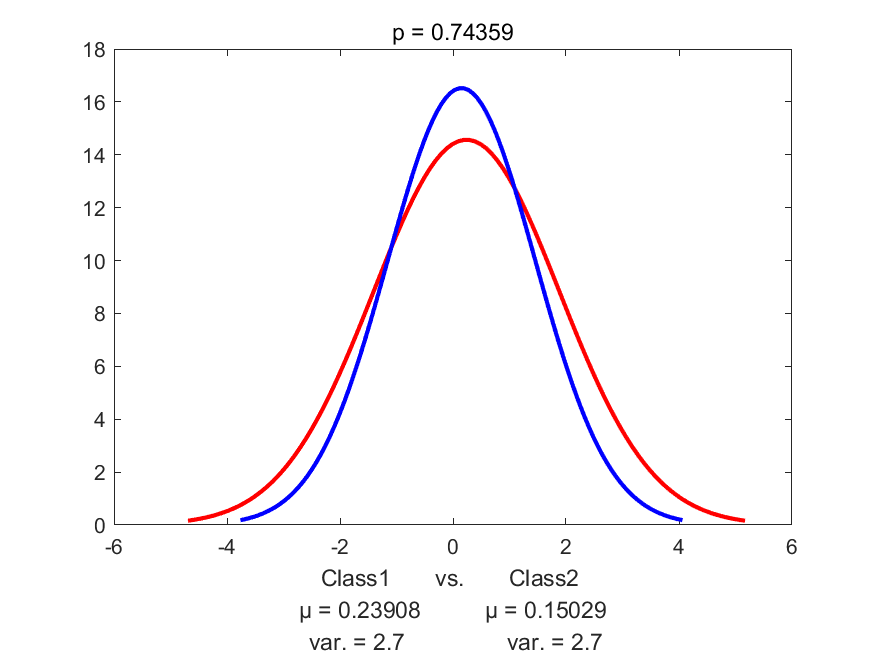 p = 0.74359
18
16
14
12
10
8
6
4
2
0
-6 -4 -2 0 2 4 6
Class1 vs. Class2
μ = 0.23908 μ = 0.15029
var. = 2.7 var. = 2.7